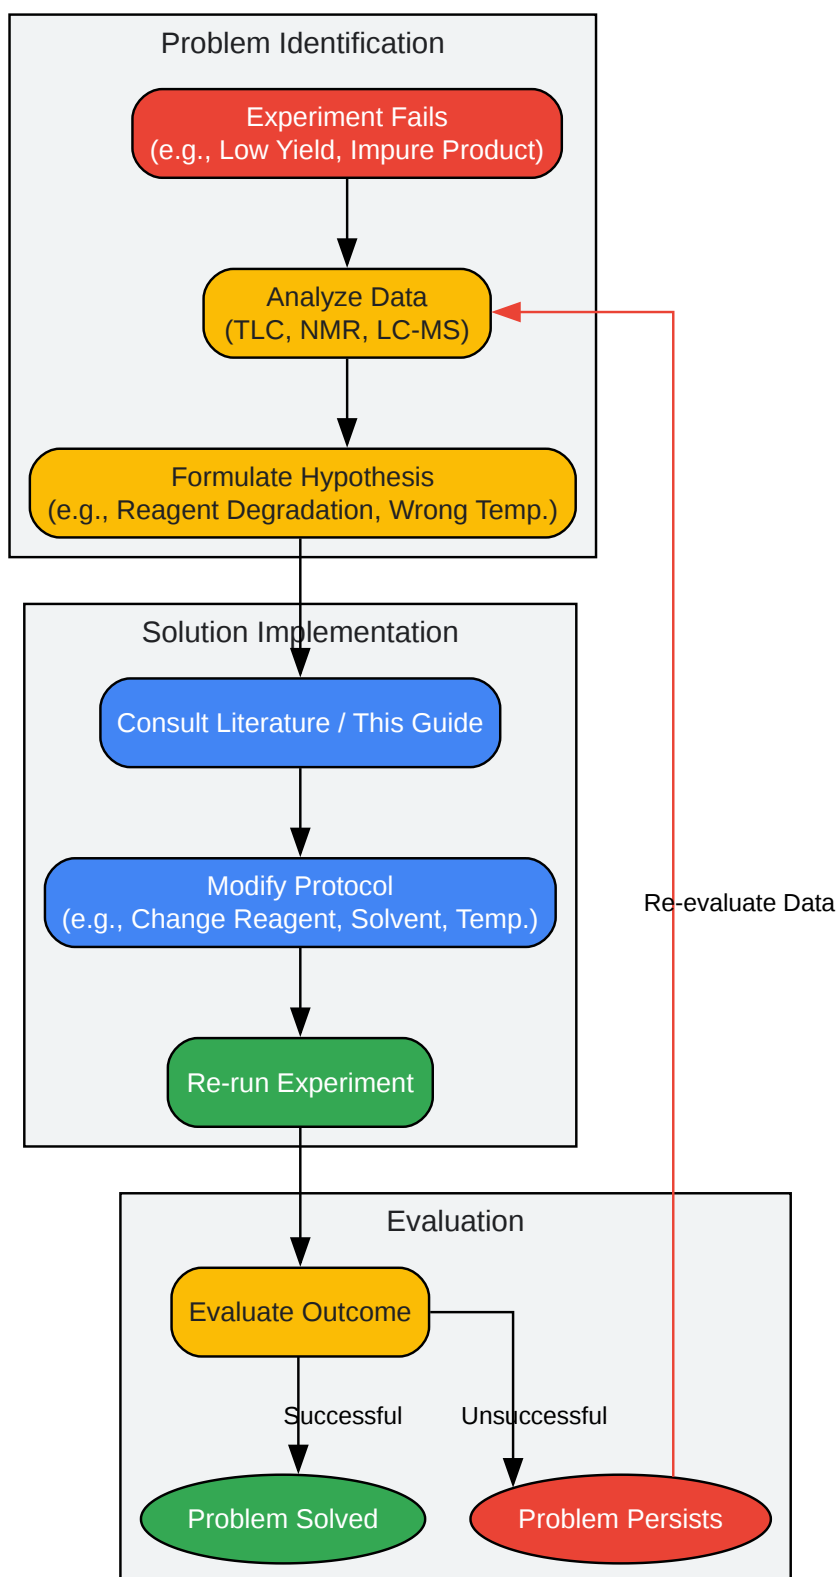 Problem Identification
Experiment Fails
(e.g., Low Yield, Impure Product)
Analyze Data
(TLC, NMR, LC-MS)
Formulate Hypothesis
(e.g., Reagent Degradation, Wrong Temp.)
Solution Implementation
Consult Literature / This Guide
Modify Protocol
(e.g., Change Reagent, Solvent, Temp.)
Re-evaluate Data
Re-run Experiment
Evaluation
Evaluate Outcome
Successful
Unsuccessful
Problem Solved
Problem Persists